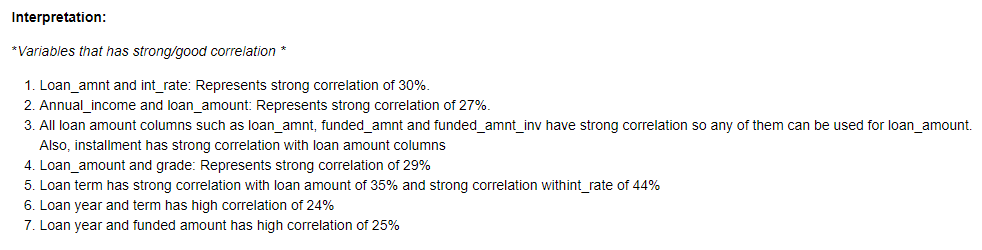 Interpretation:
*Variables that has strong/good correlation *
1. Loan_amnt and int_rate: Represents strong correlation of 30%.
2. Annual_income and loan_amount: Represents strong correlation of 27%.
3. All loan amount columns such as loan_amnt, funded_amnt and funded_amnt_inv have strong correlation so any of them can be used for loan_amount.
Also, installment has strong correlation with loan amount columns
4. Loan_amount and grade: Represents strong correlation of 29%
5. Loan term has strong correlation with loan amount of 35% and strong correlation withint_rate of 44%
6. Loan year and term has high correlation of 24%
7. Loan year and funded amount has high correlation of 25%